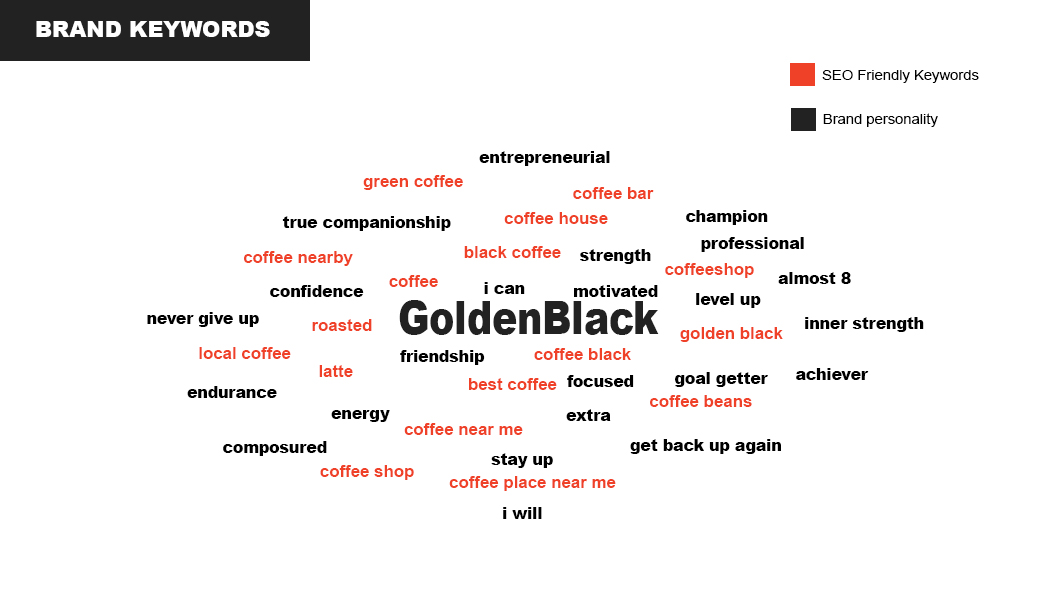 BRAND KEYWORDS
SEO Friendly Keywords
Brand personality
entrepreneurial
green coffee
coffee bar
true companionship
coffee house
champion
professional
coffee nearby
black coffee
strength
coffeeshop
almost 8
confidence
coffee
i can
motivated
level up
never give up
roasted
GoldenBlack
golden black
inner strength
local coffee
friendship
coffee black
latte
best coffee
focused
goal getter
achiever
endurance
coffee beans
energy
extra
coffee near me
composured
get back up again
stay up
coffee shop
coffee place near me
i will